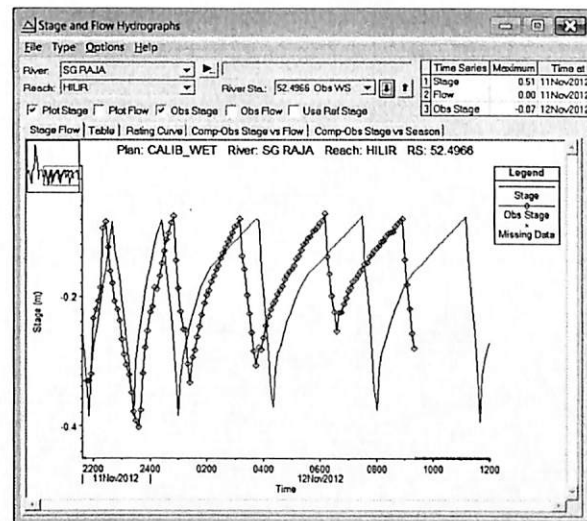 Stage and Flow Hydrographs
File Type Options Help
River: SG RAJA
Reach: HILIR River Sta.: 52.4966 Obs WS
Plot Stage Plot Flow Obs Stage Obs Flow Use Ref Stage
Time Series Maximum Time at
1 Stage 0.51 11Nov2012
2 Flow 0.00 11Nov2012
3 Obs Stage -0.07 12Nov2012
Stage Flow Table Rating Curve Comp-Obs Stage vs Flow Comp-Obs Stage vs Season
Plan: CALIB_WET River: SG RAJA Reach: HILIR RS: 52.4966
Legend
Stage
Obs Stage
Missing Data
Stage (m)
-0.2
-0.4
2200 2400 0200 0400 0600 0800 1000 1200
11Nov2012 12Nov2012
Time